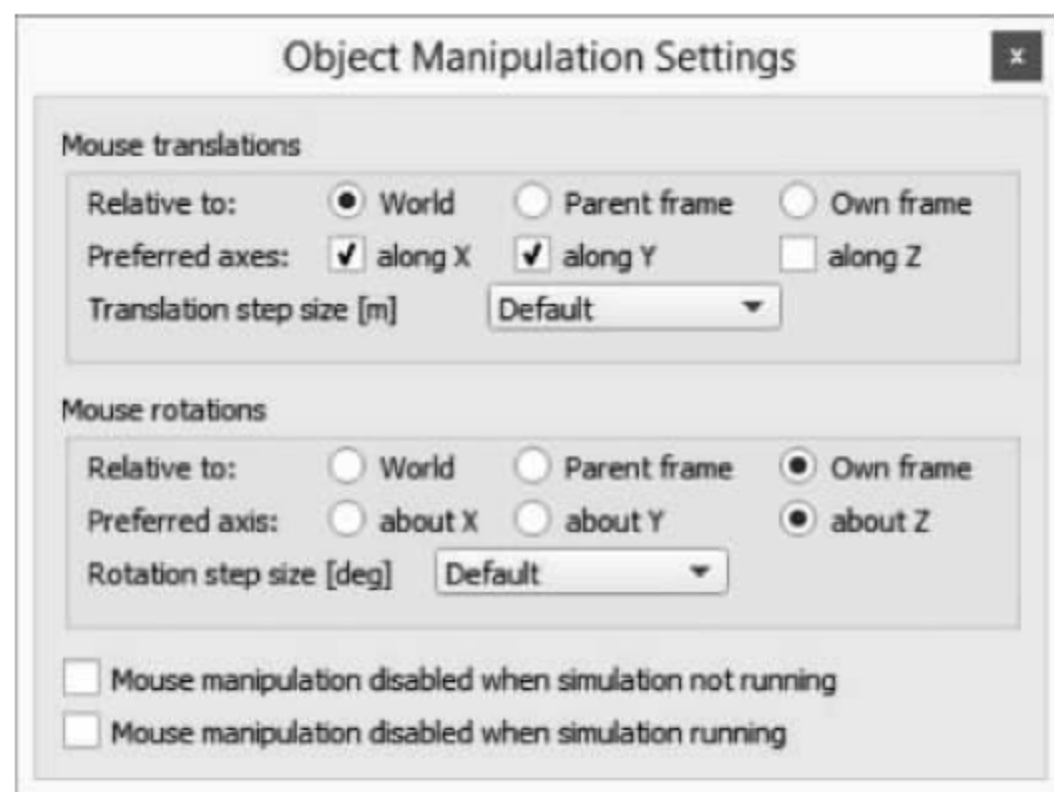 Object Manipulation Settings x
Mouse translations
Relative to: World Parent frame Own frame
Preferred axes: along X along Y along Z
Translation step size [m] Default
Mouse rotations
Relative to: World Parent frame Own frame
Preferred axis: about X about Y about Z
Rotation step size [deg] Default
Mouse manipulation disabled when simulation not running
Mouse manipulation disabled when simulation running